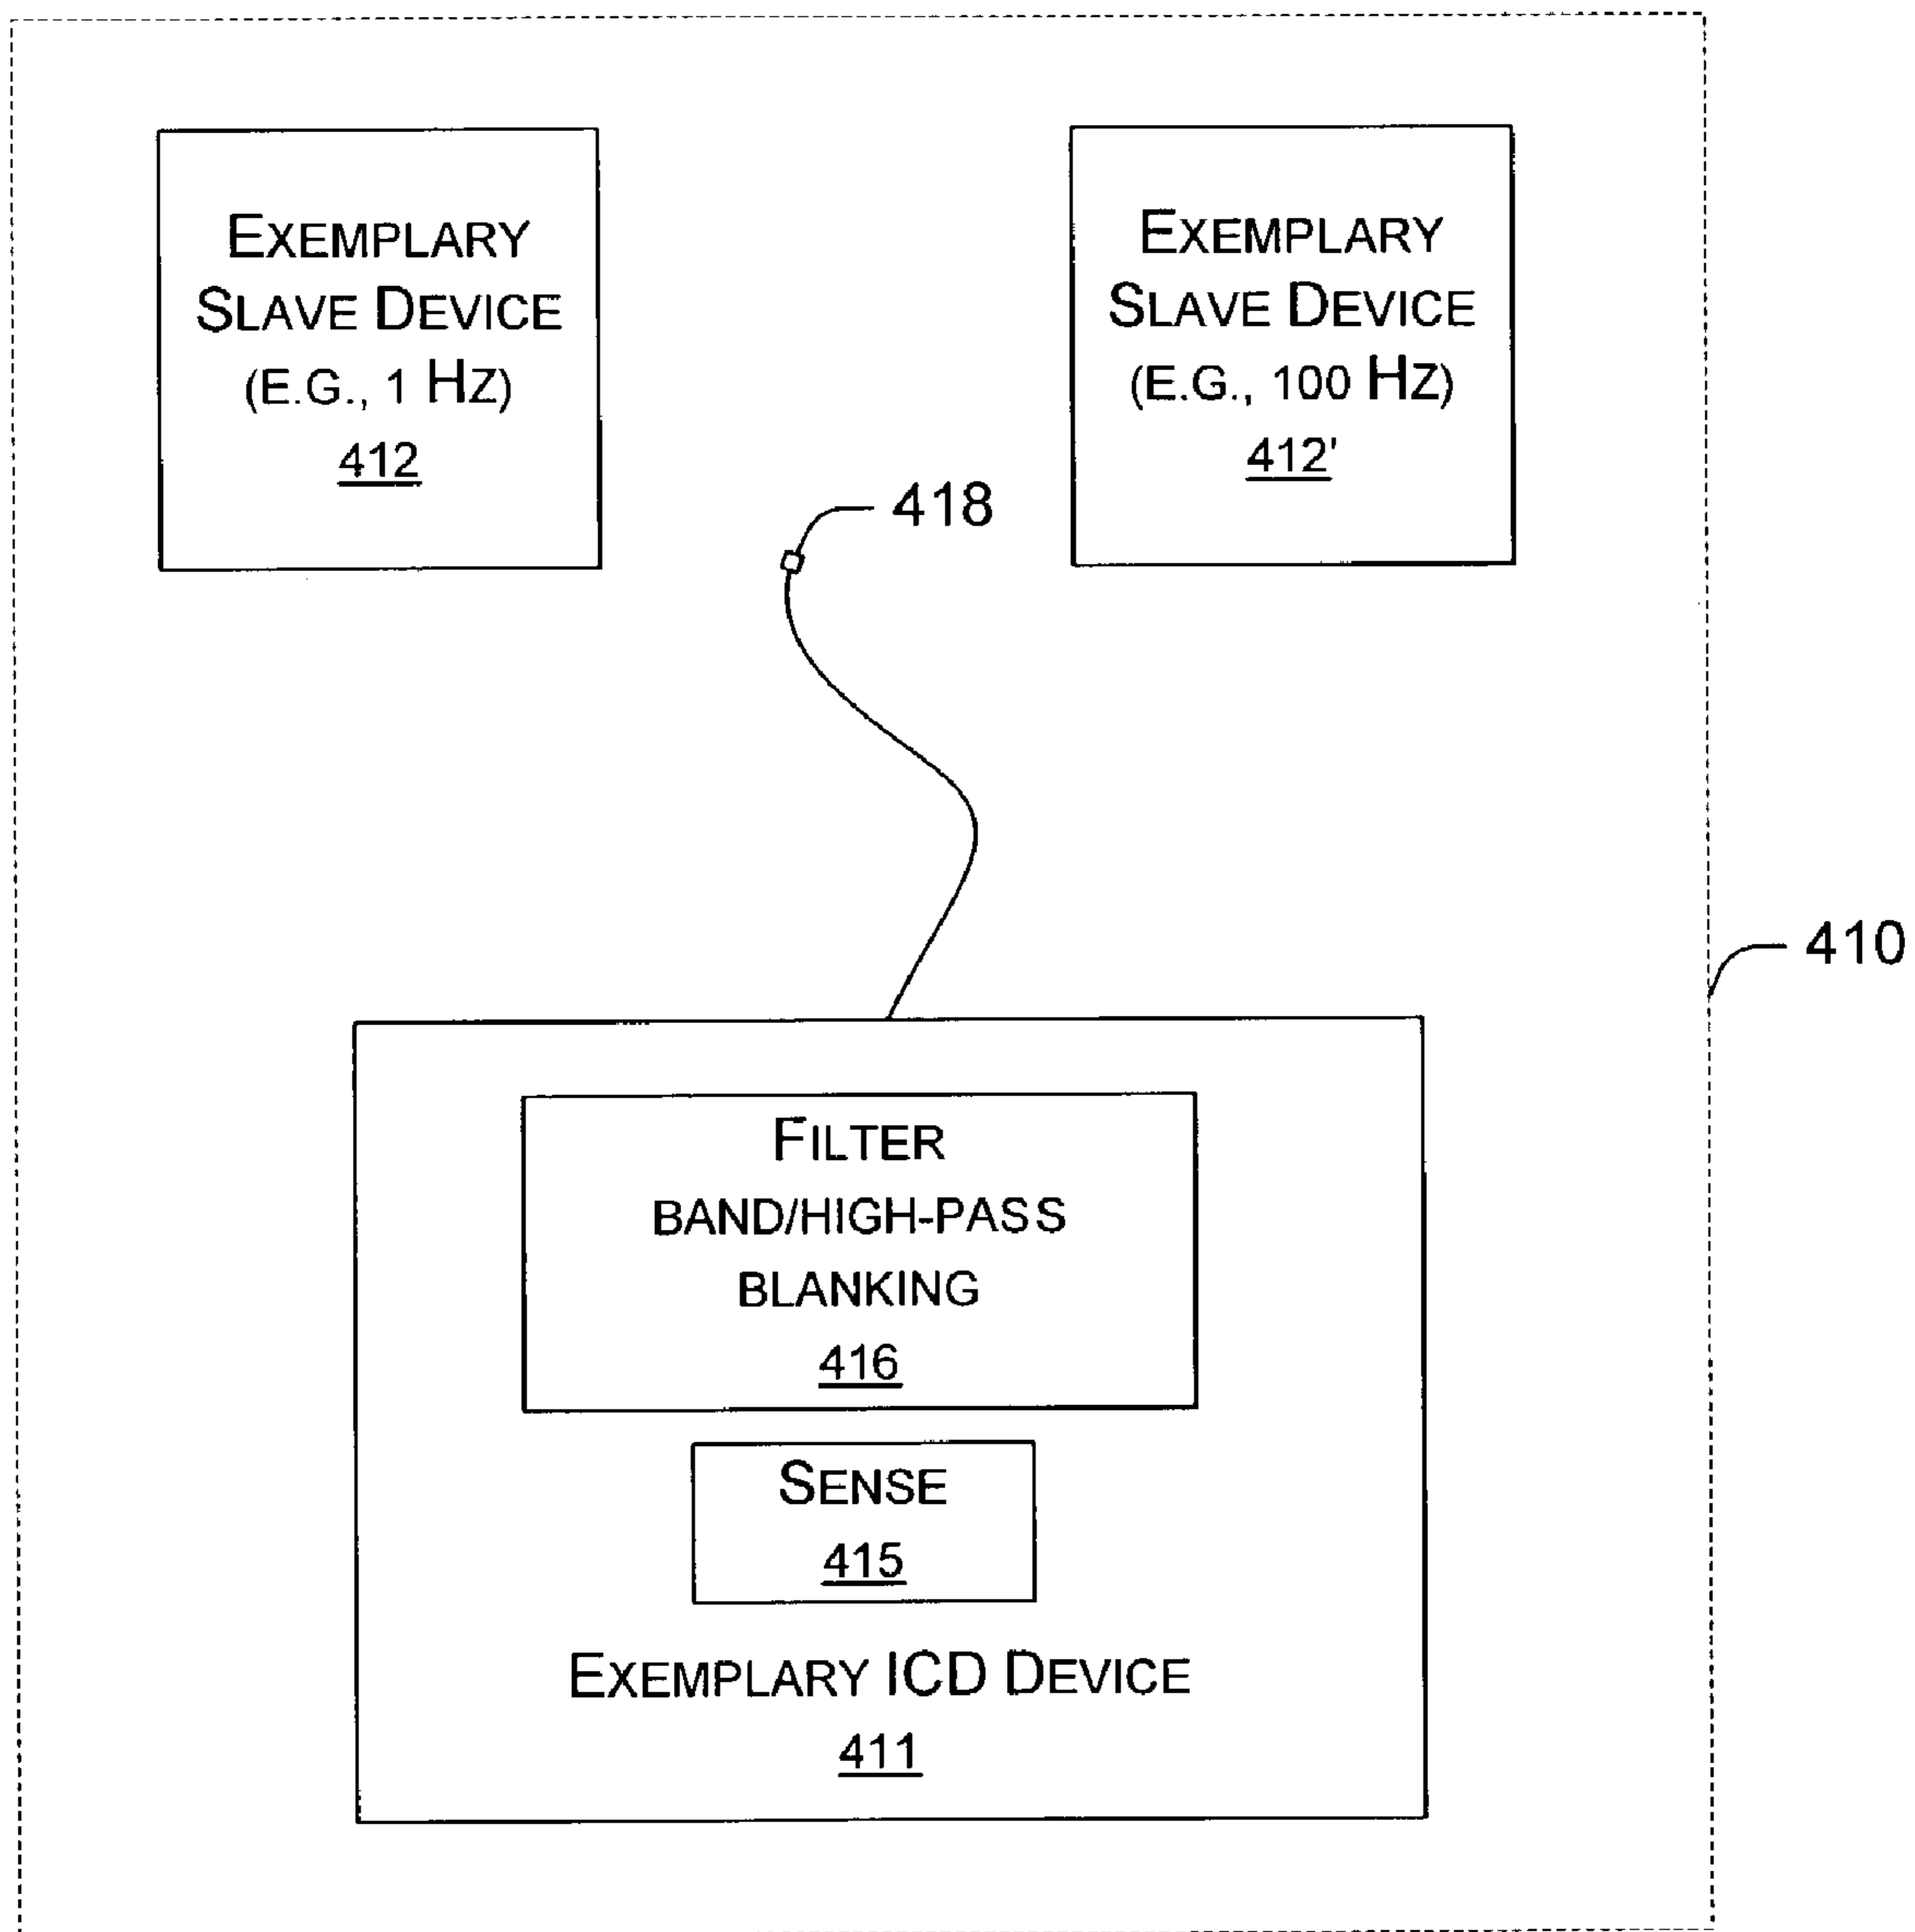 EXEMPLARY
SLAVE DEVICE
(E.G., 1 HZ)
412
EXEMPLARY
SLAVE DEVICE
(E.G., 100 HZ)
412'
418
410
FILTER
BAND/HIGH-PASS
BLANKING
416
SENSE
415
EXEMPLARY ICD DEVICE
411